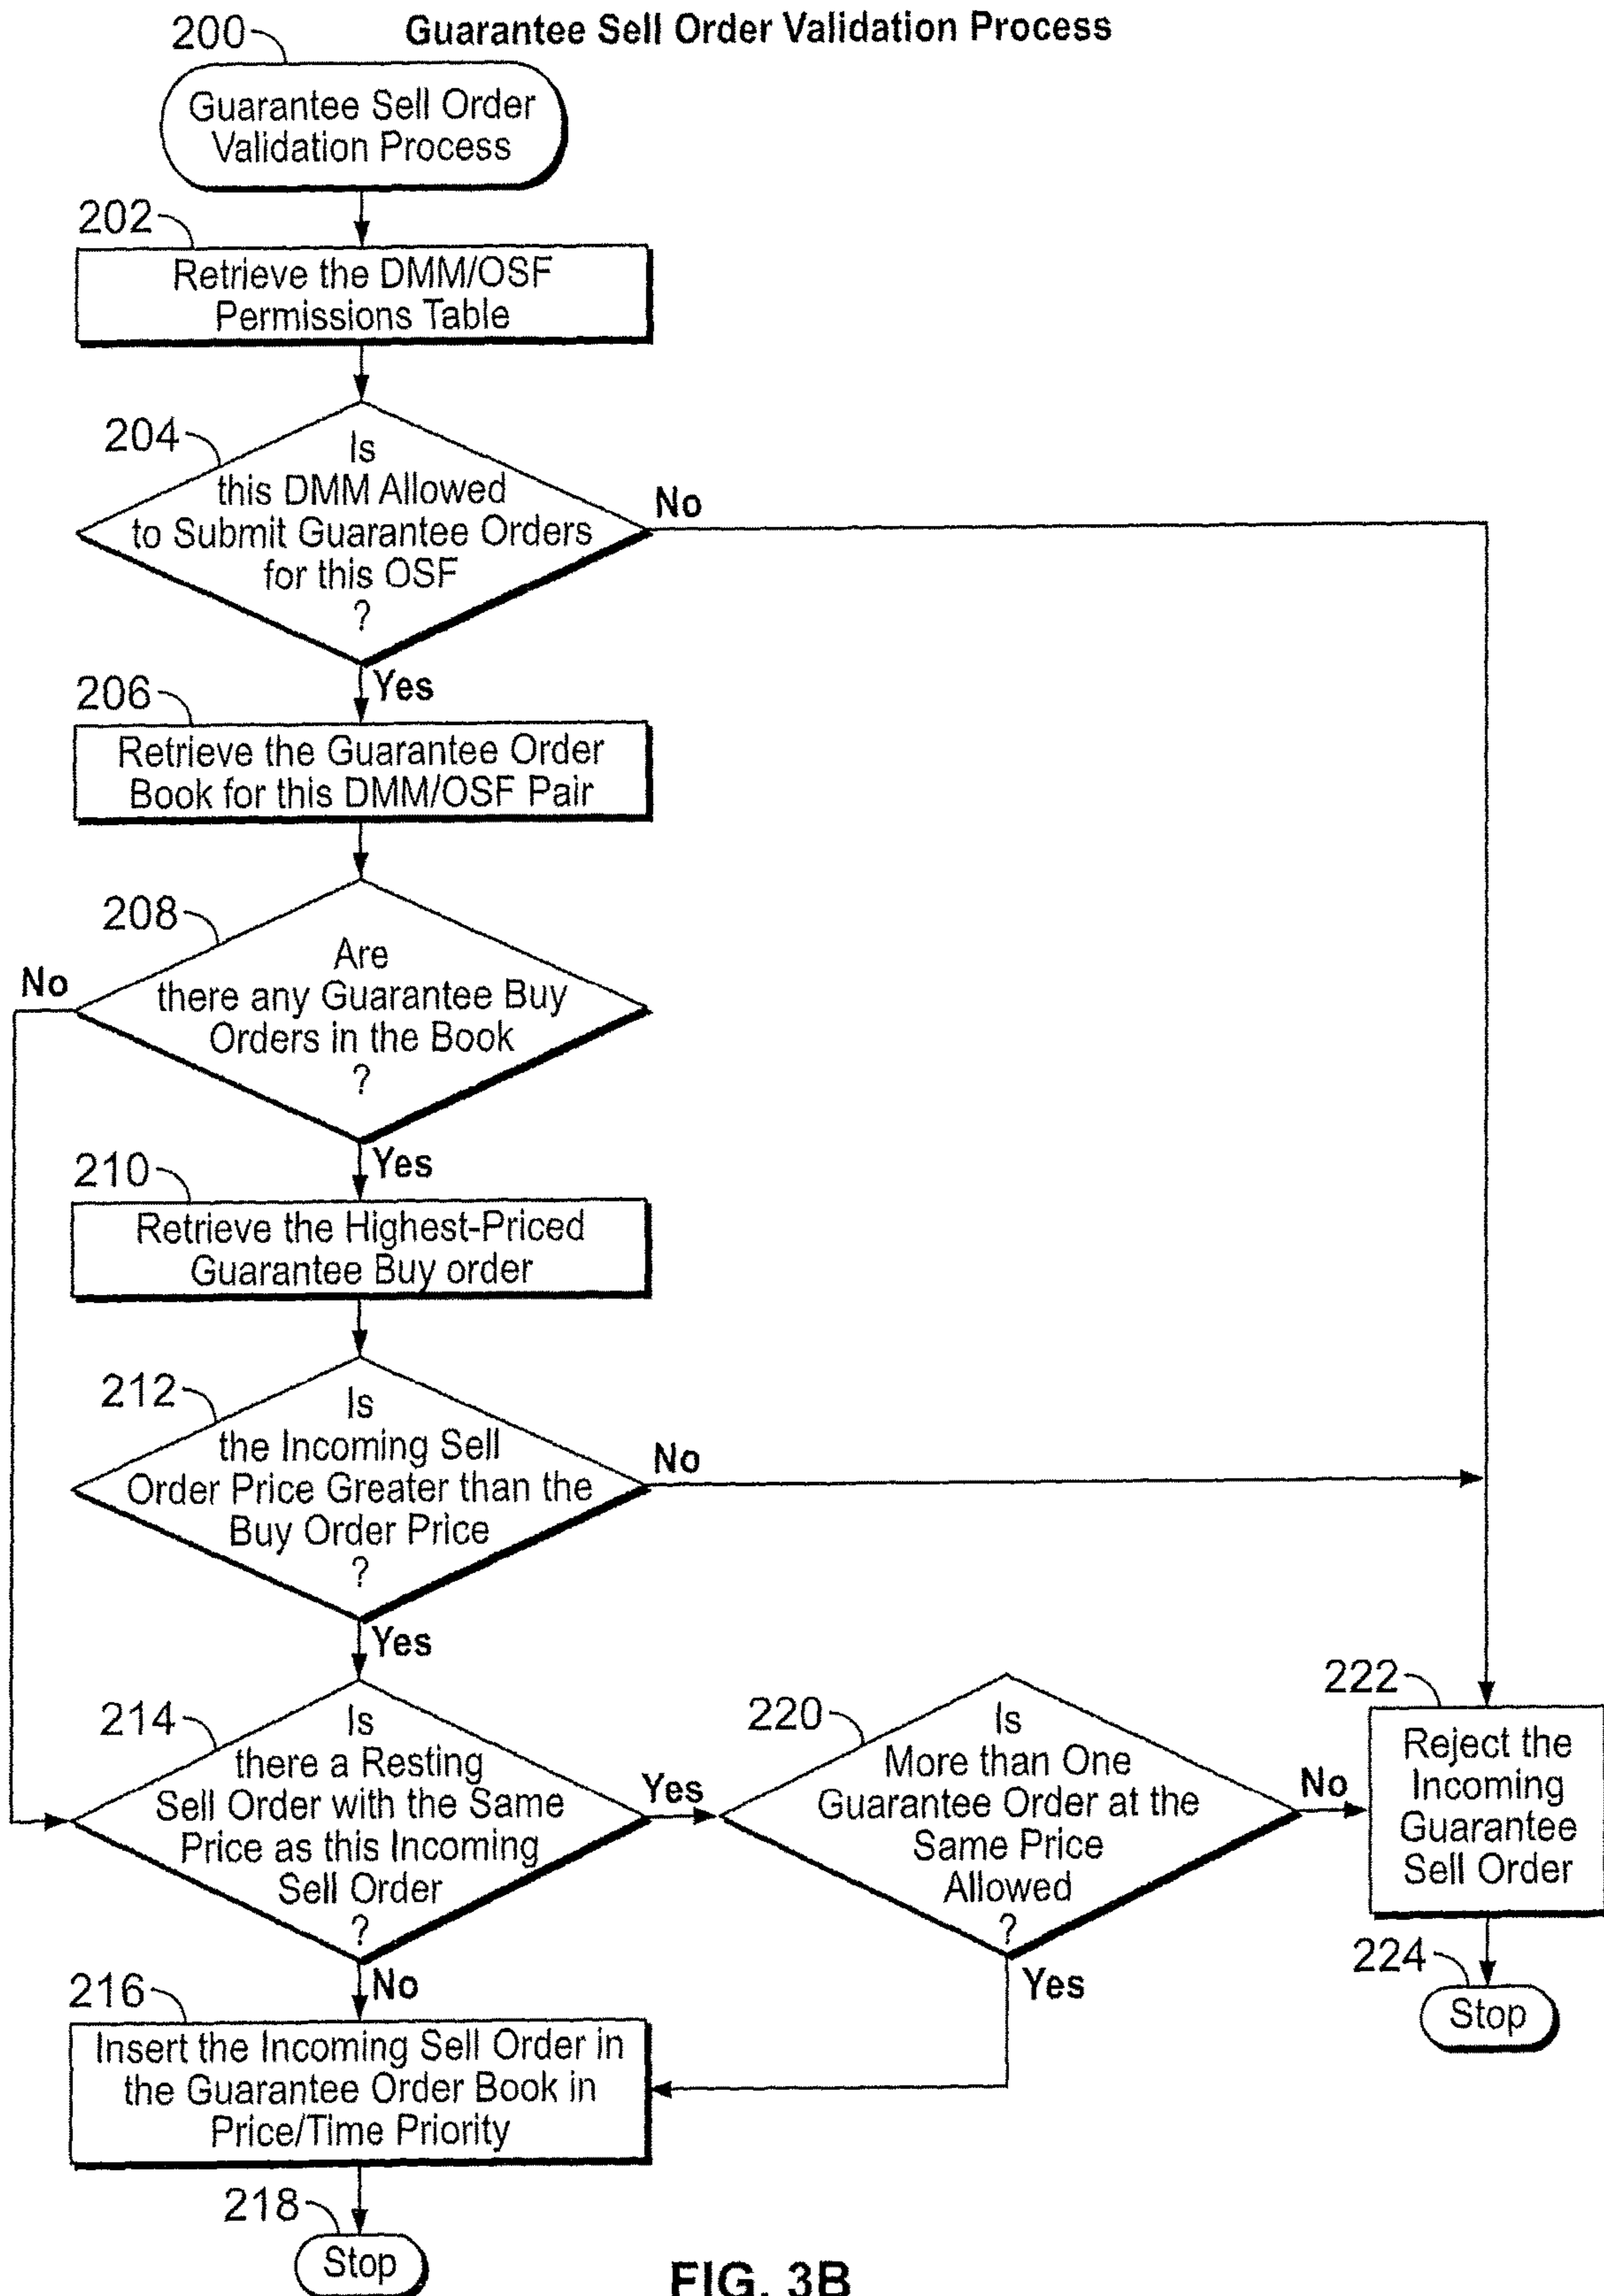 Guarantee Sell Order Validation Process
200
Guarantee Sell Order
Validation Process
202
Retrieve the DMM/OSF
Permissions Table
204
Is
this DMM Allowed
to Submit Guarantee Orders
for this OSF
?
No
Yes
206
Retrieve the Guarantee Order
Book for this DMM/OSF Pair
208
Are
there any Guarantee Buy
Orders in the Book
?
No
Yes
210
Retrieve the Highest-Priced
Guarantee Buy order
212
Is
the Incoming Sell
Order Price Greater than the
Buy Order Price
?
No
Yes
214
Is
there a Resting
Sell Order with the Same
Price as this Incoming
Sell Order
?
Yes
No
220
Is
More than One
Guarantee Order at the
Same Price
Allowed
?
No
Yes
222
Reject the
Incoming
Guarantee
Sell Order
224
Stop
216
Insert the Incoming Sell Order in
the Guarantee Order Book in
Price/Time Priority
218
Stop
FIG. 3B